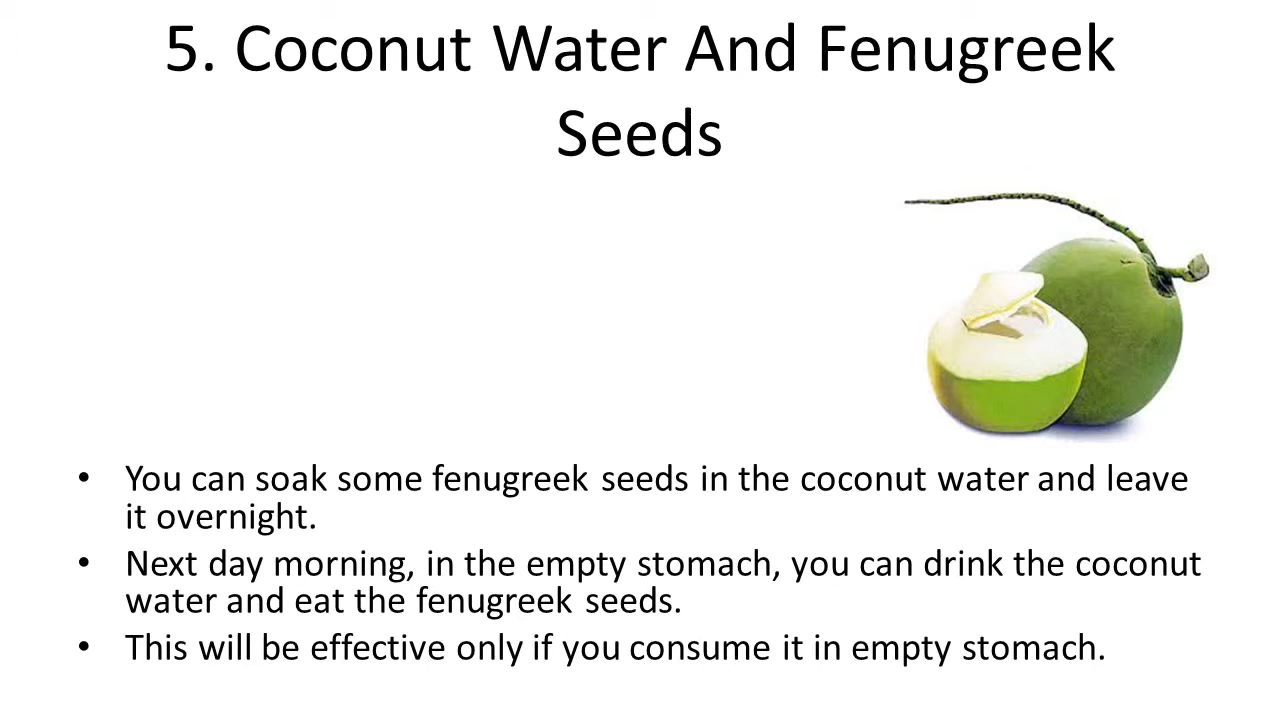 5. Coconut Water And Fenugreek
Seeds
• You can soak some fenugreek seeds in the coconut water and leave
it overnight.
• Next day morning, in the empty stomach, you can drink the coconut
water and eat the fenugreek seeds.
• This will be effective only if you consume it in empty stomach.